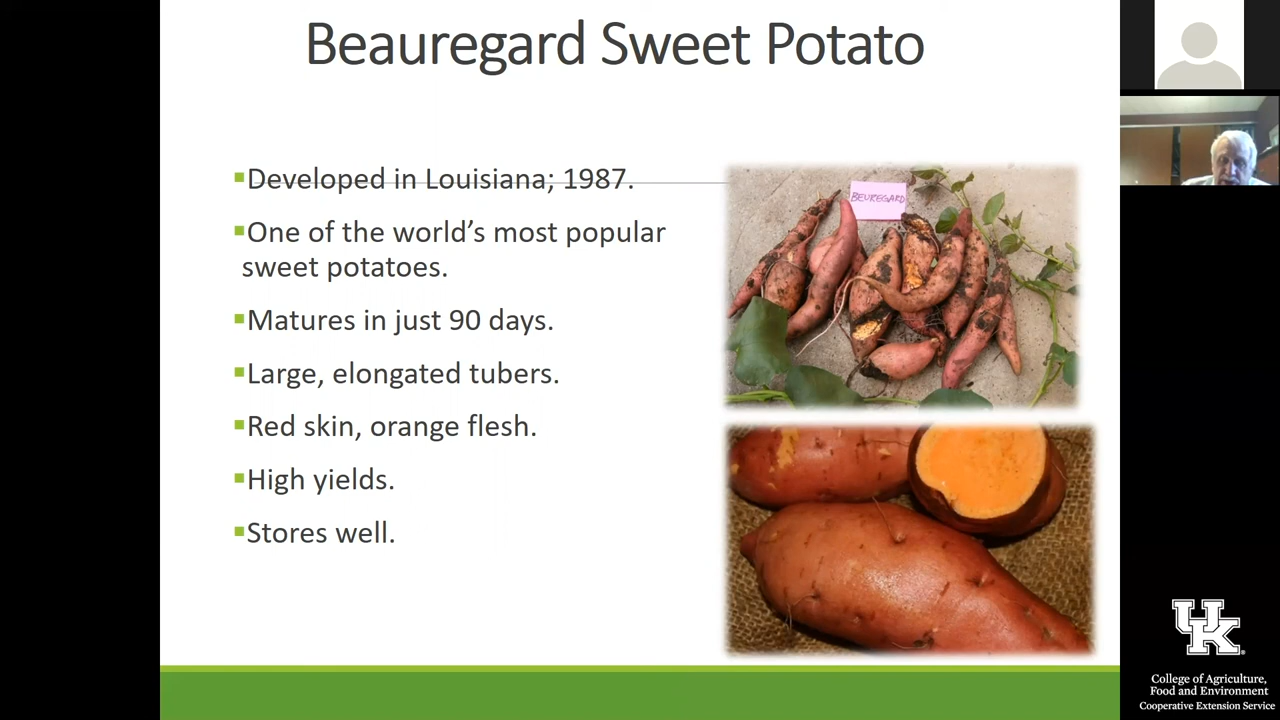 Beauregard Sweet Potato
▪Developed in Louisiana; 1987.
▪One of the world’s most popular
sweet potatoes.
▪Matures in just 90 days.
▪Large, elongated tubers.
▪Red skin, orange flesh.
▪High yields.
▪Stores well.
BEUREGARD
UK
College of Agriculture,
Food and Environment
Cooperative Extension Service